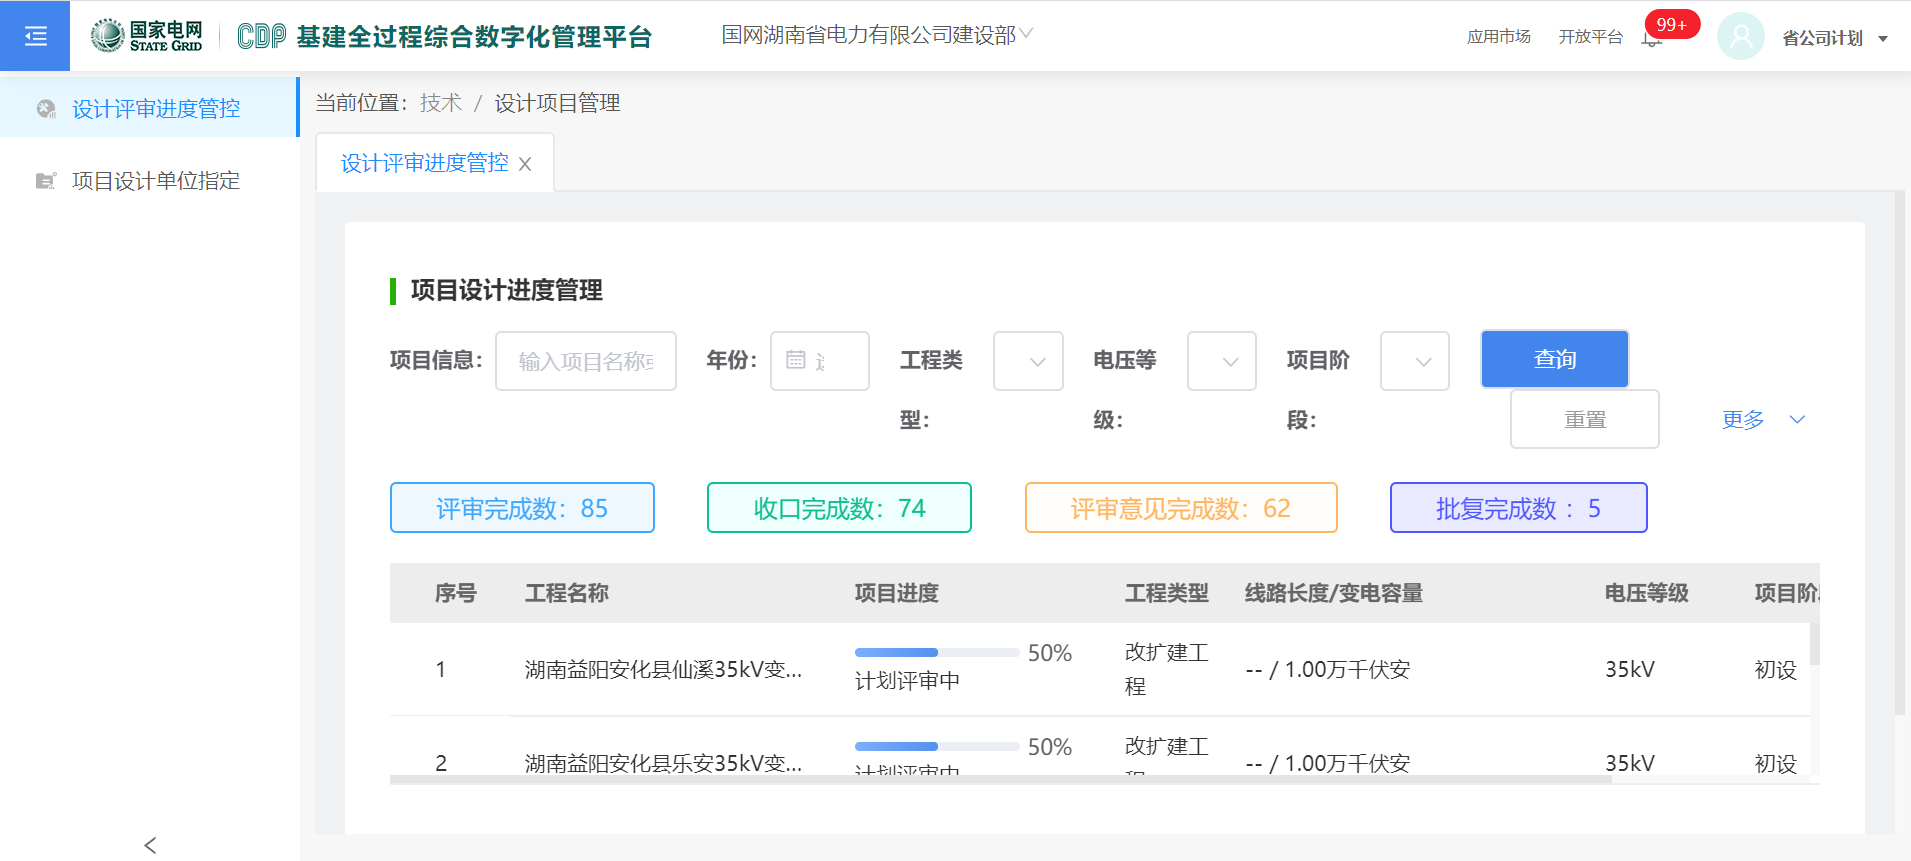 国家电网
STATE GRID
CDP 基建全过程综合数字化管理平台
国网湖南省电力有限公司建设部
应用市场
开放平台
99+
省公司计划
设计评审进度管控
项目设计单位指定
当前位置：技术 / 设计项目管理
设计评审进度管控
项目设计进度管理
项目信息：
输入项目名称
年份：
工程类型：
电压等级：
项目阶段：
查询
重置
更多
评审完成数：85
收口完成数：74
评审意见完成数：62
批复完成数 ：5
序号 工程名称 项目进度 工程类型 线路长度/变电容量 电压等级 项目阶
1 湖南益阳安化县仙溪35kV变... 50% 计划评审中 改扩建工程 -- / 1.00万千伏安 35kV 初设
2 湖南益阳安化县乐安35kV变... 50% 计划评审中 改扩建工 -- / 1.00万千伏安 35kV 初设